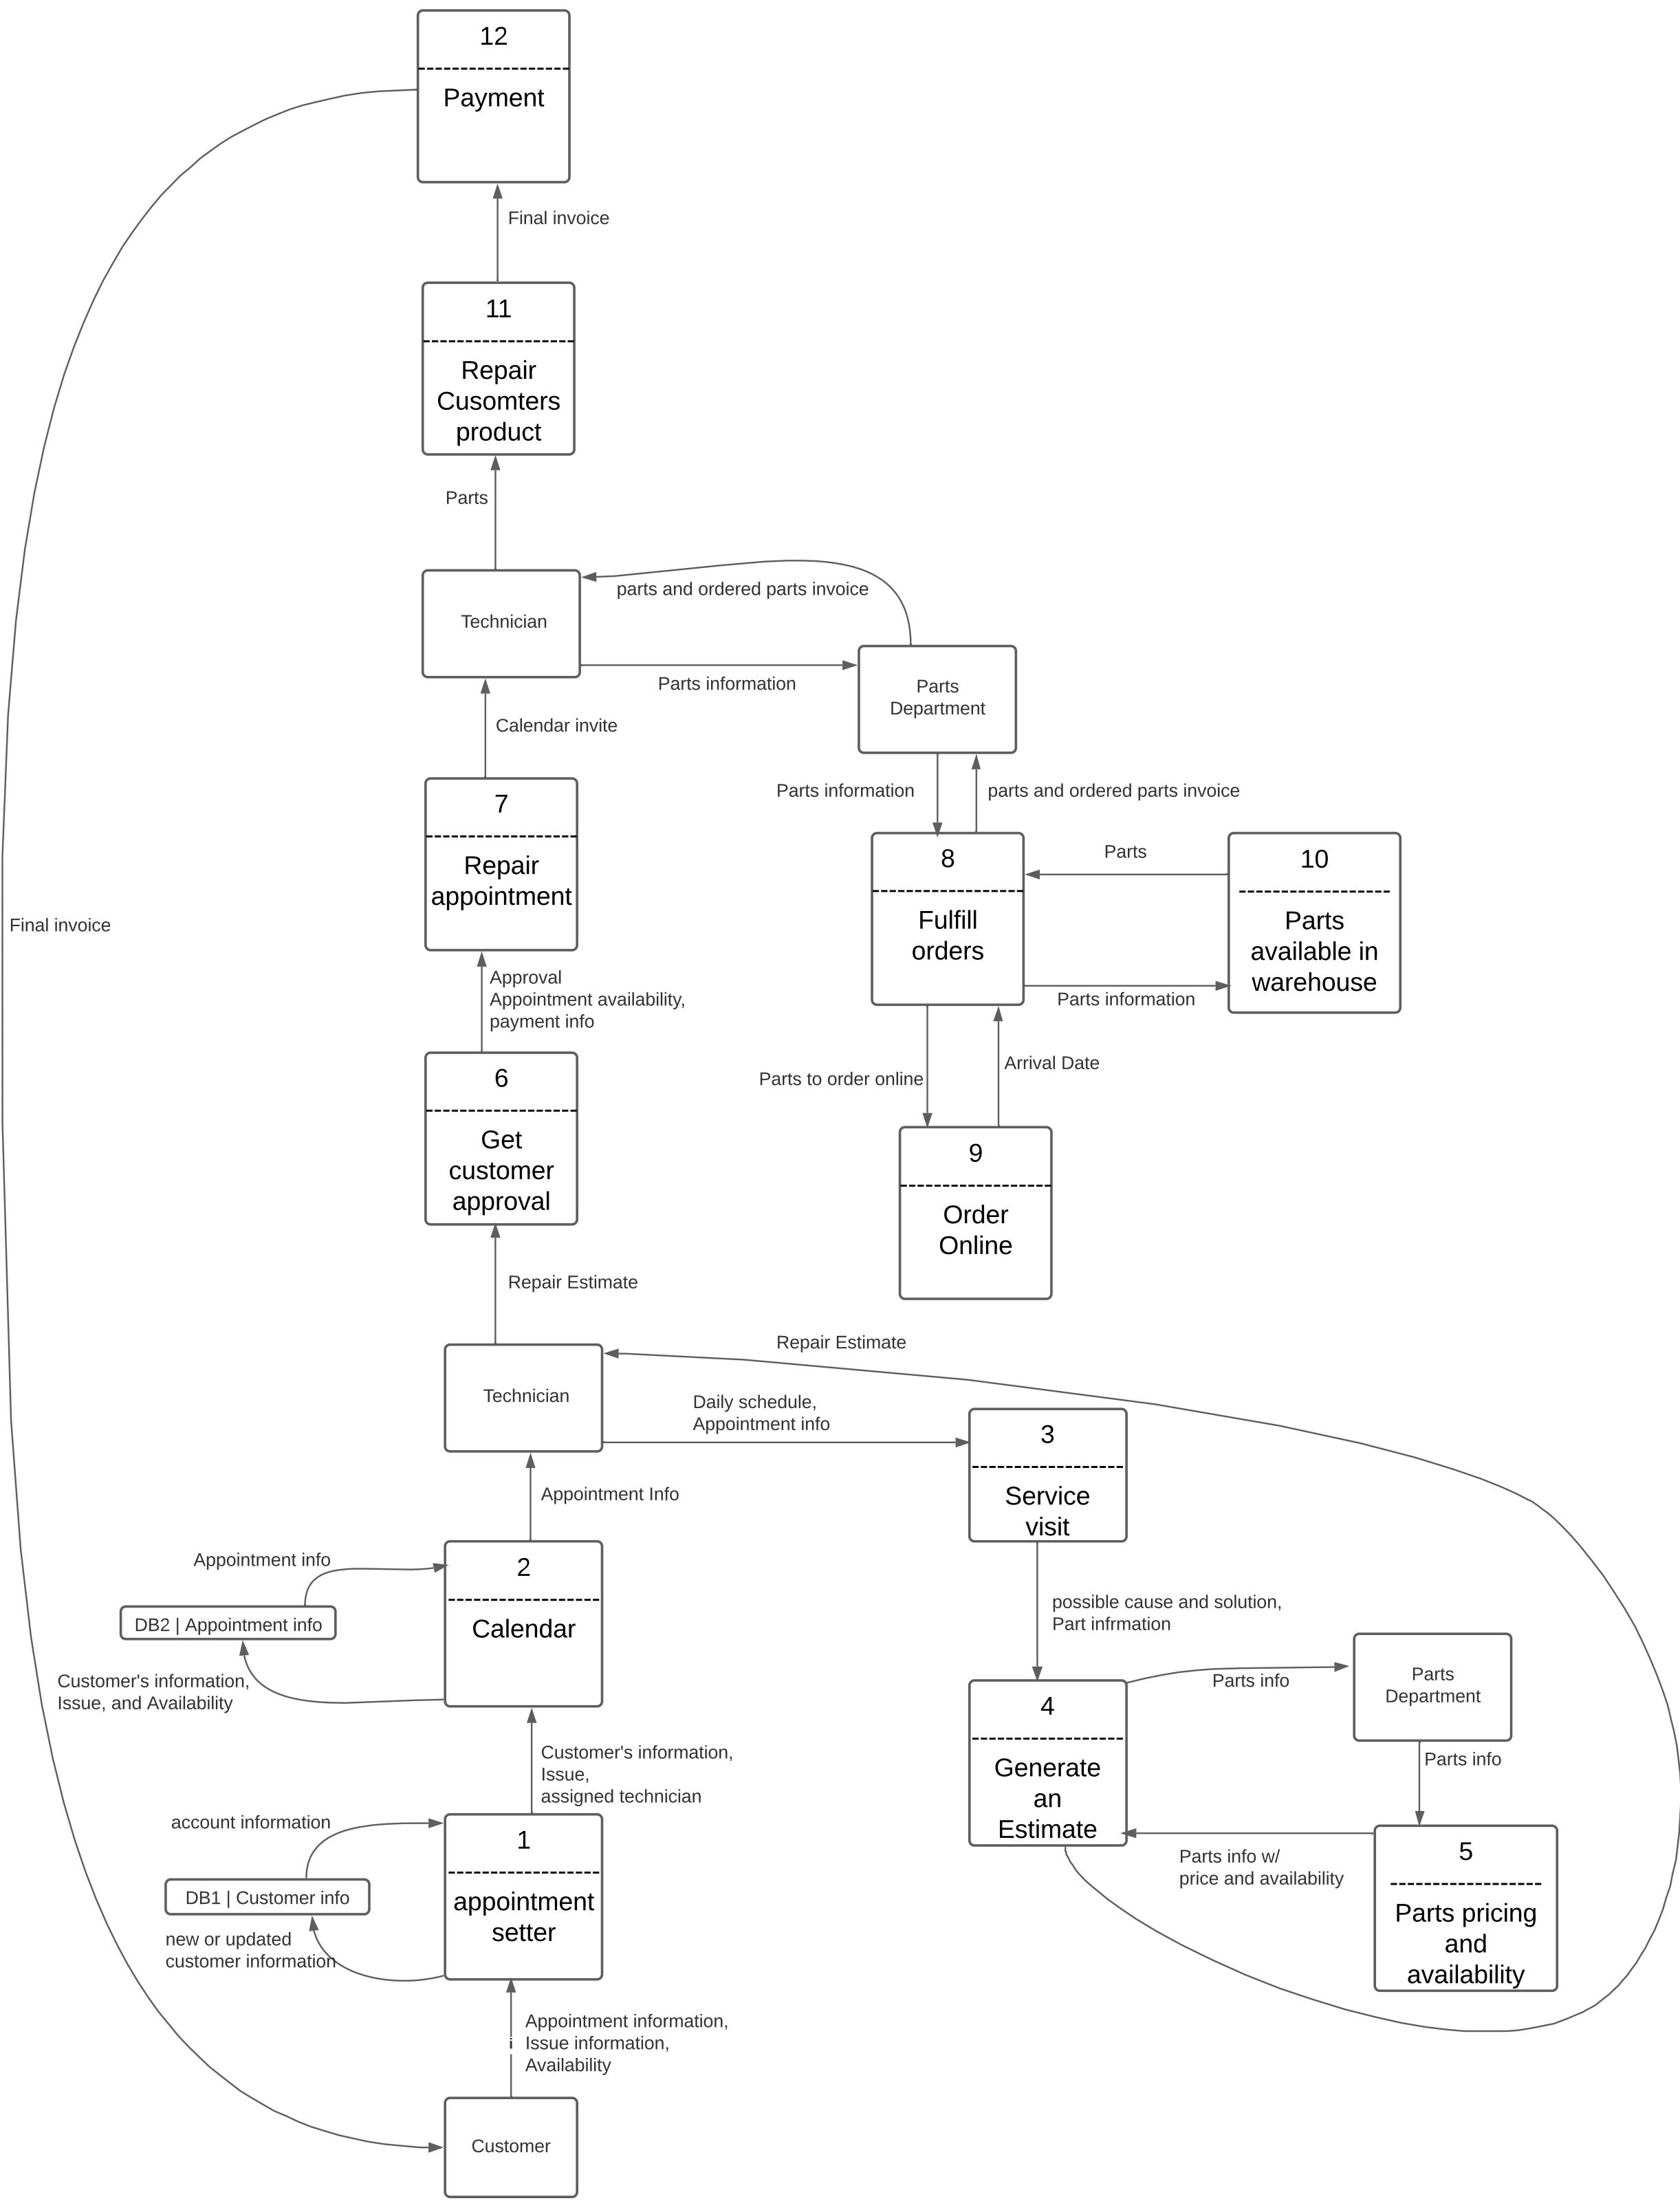 12
Payment
Final invoice
11
Repair
Cusomters
product
Parts
Technician
parts and ordered parts invoice
Parts information
Parts
Department
Calendar invite
Parts information
parts and ordered parts invoice
7
Repair
appointment
8
Fulfill
orders
Parts
10
Parts
available in
warehouse
Parts information
Final invoice
Approval
Appointment availability,
payment info
Parts to order online
Arrival Date
6
Get
customer
approval
9
Order
Online
Repair Estimate
Repair Estimate
Technician
Daily schedule,
Appointment info
3
Service
visit
Appointment Info
Appointment info
2
Calendar
DB2 | Appointment info
Customer's information,
Issue, and Availability
possible cause and solution,
Part infrmation
Parts info
Parts
Department
4
Generate
an
Estimate
Parts info
Customer's information,
Issue,
assigned technician
account information
1
appointment
setter
DB1 | Customer info
new or updated
customer information
Parts info w/
price and availability
5
Parts pricing
and
availability
Appointment information,
Issue information,
Availability
Customer